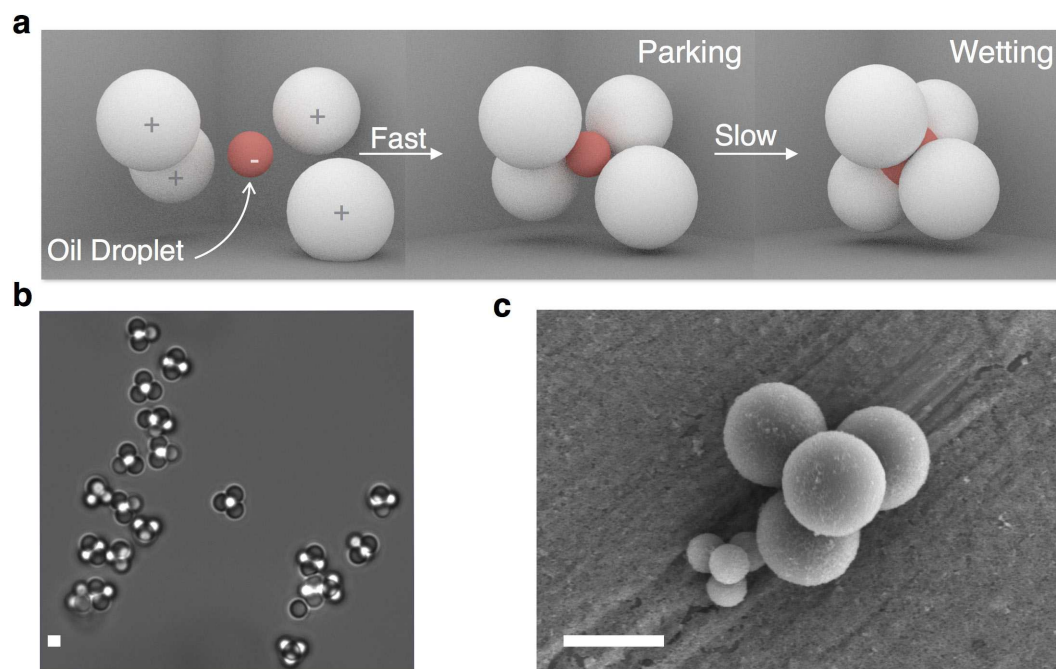 a
Parking
Wetting
+
+
-
+
+
Fast
Slow
Oil Droplet
b
c